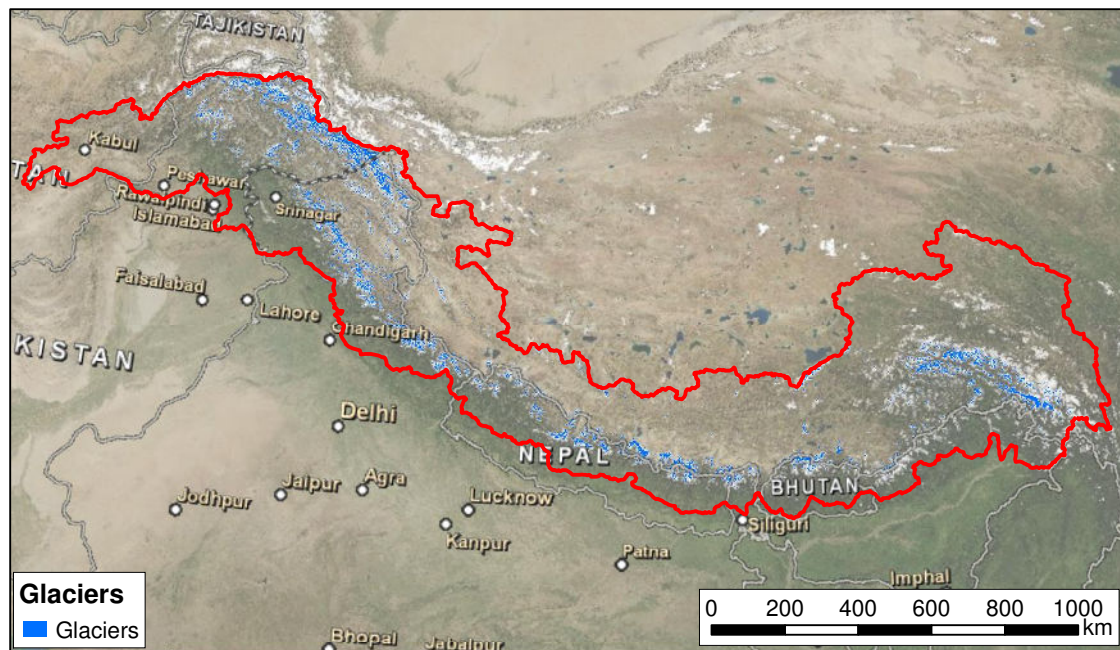 TAJIKISTAN
Kabul
TAN
Peshawar
Rawalpindi
Islamabad
Srinagar
Faisalabad
Lahore
Chandigarh
KISTAN
Delhi
NEPAL
BHUTAN
Jaipur
Agra
Jodhpur
Lucknow
Siliguri
Kanpur
Patna
Imphal
Bhopal
Jabalpur
Glaciers
Glaciers
0 200 400 600 800 1000
km